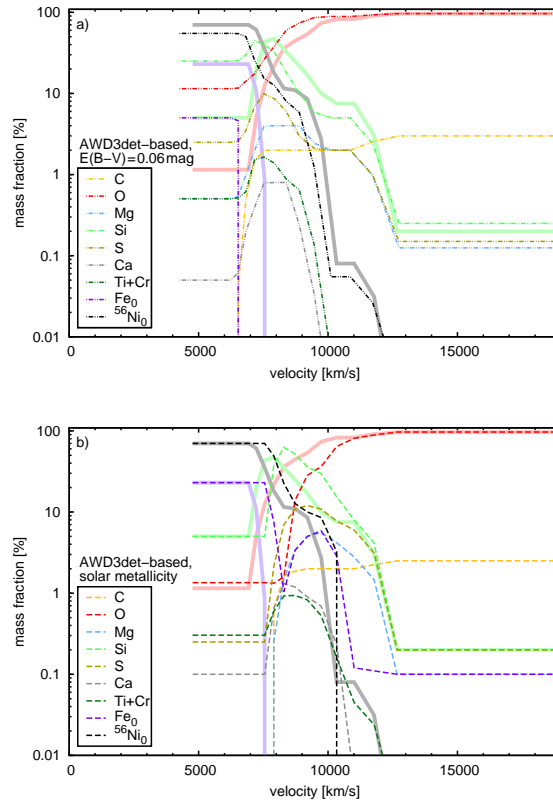 a)
100
10
1
0.1
0.01
mass fraction [%]
AWD3det−based,
E(B−V)=0.06mag
C
O
Mg
Si
S
Ca
Ti+Cr
Fe0
56Ni0
0
5000
10000
15000
velocity [km/s]
b)
100
10
1
0.1
0.01
mass fraction [%]
AWD3det−based,
solar metallicity
C
O
Mg
Si
S
Ca
Ti+Cr
Fe0
56Ni0
0
5000
10000
15000
velocity [km/s]